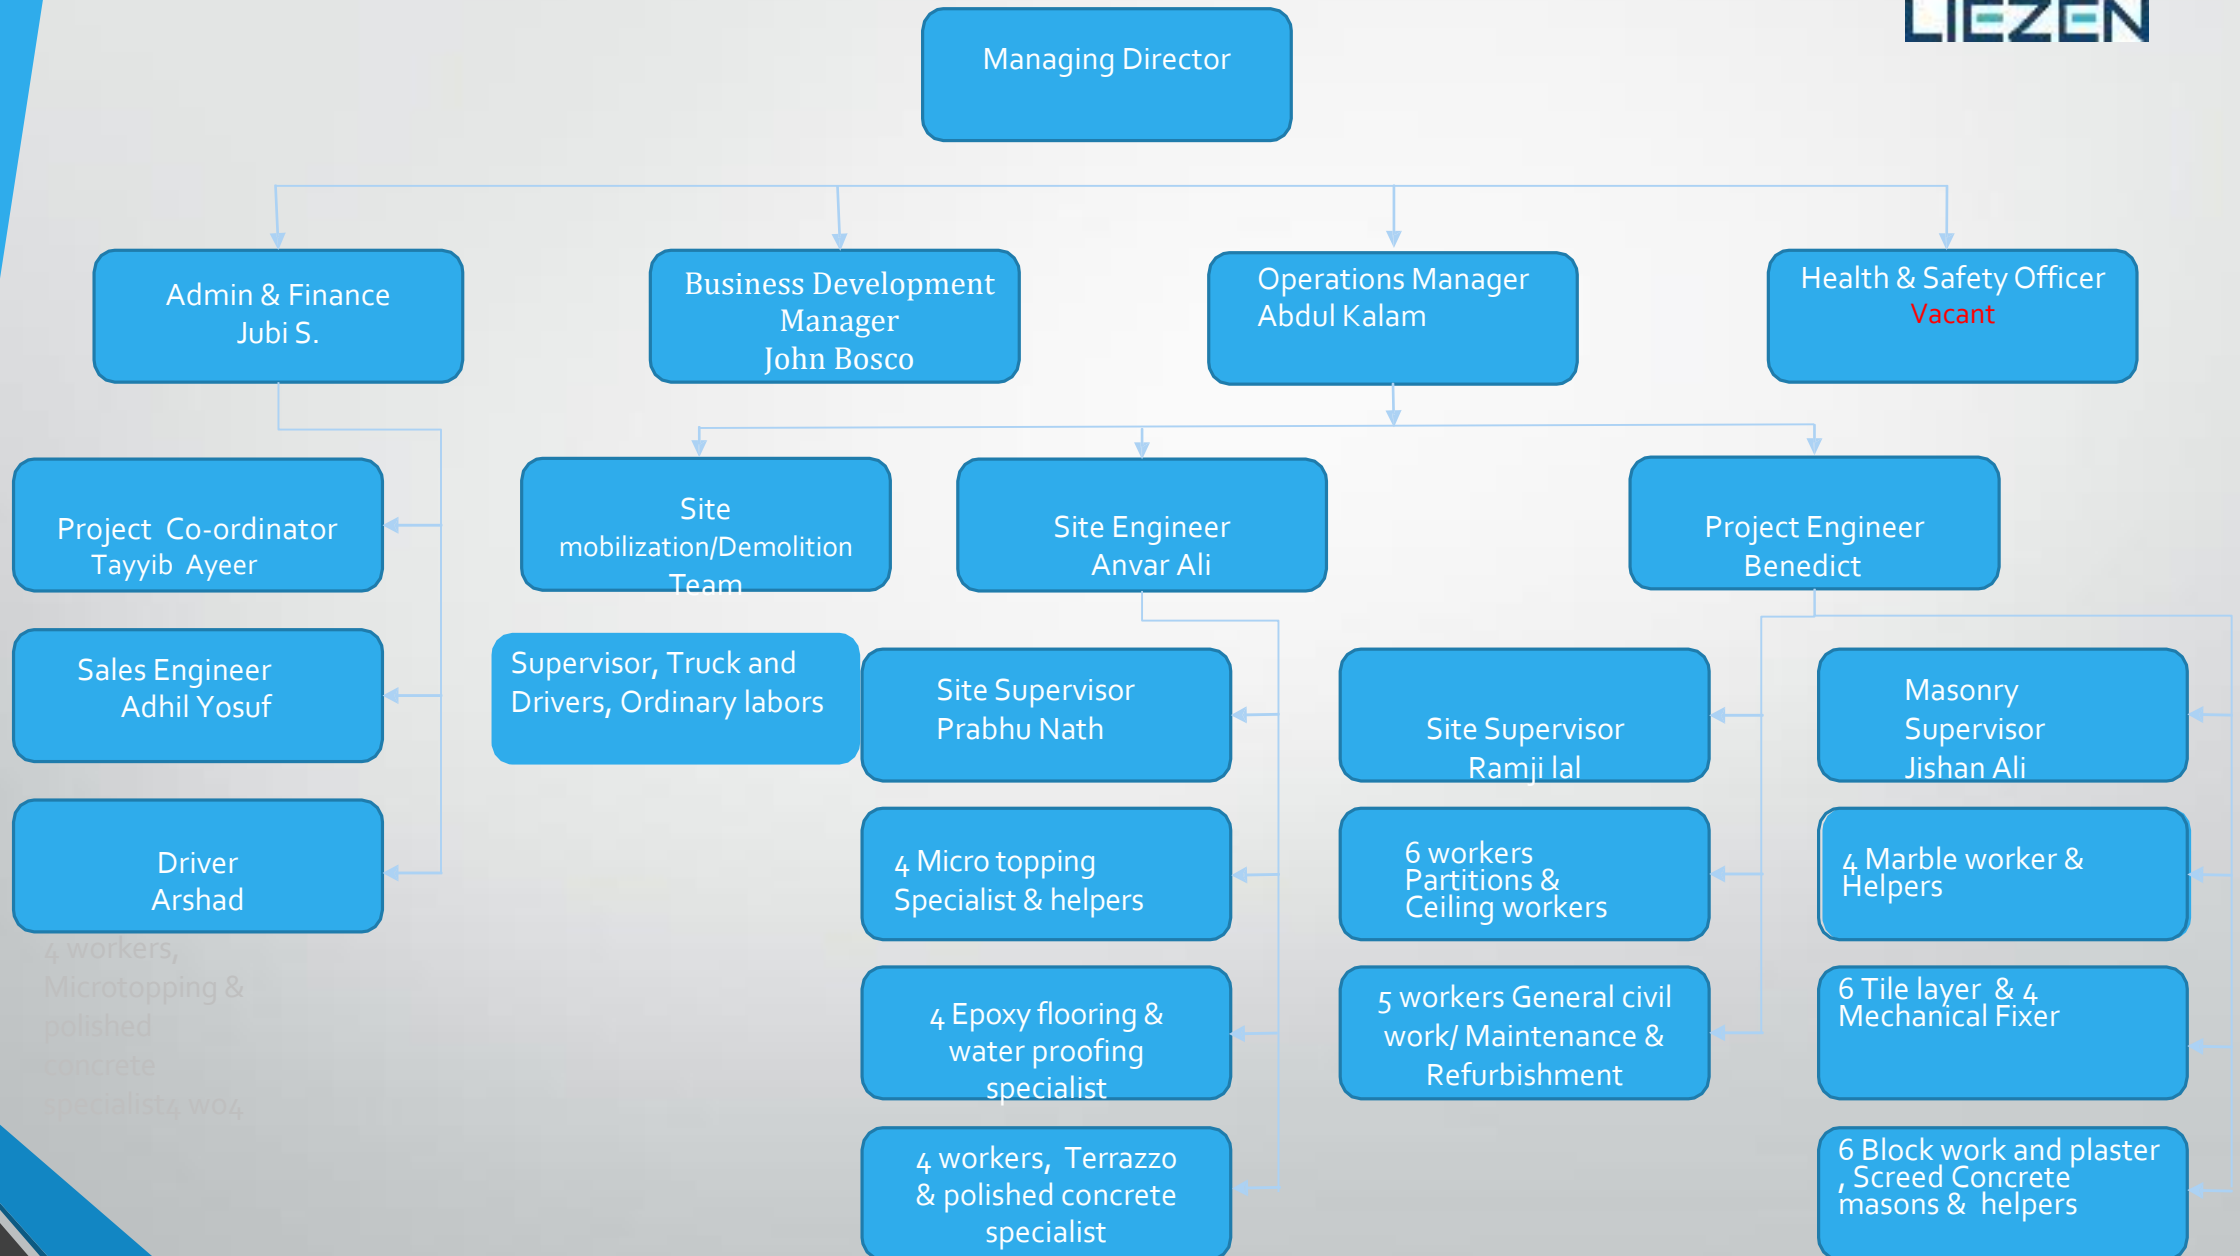 LIEZEN
Managing Director
Admin & Finance
Jubi S.
Business Development
Manager
John Bosco
Operations Manager
Abdul Kalam
Health & Safety Officer
Vacant
Project Co-ordinator
Tayyib Ayeer
Site
mobilization/Demolition
Team
Site Engineer
Anvar Ali
Project Engineer
Benedict
Sales Engineer
Adhil Yosuf
Supervisor, Truck and
Drivers, Ordinary labors
Site Supervisor
Prabhu Nath
Site Supervisor
Ramji lal
Masonry
Supervisor
Jishan Ali
Driver
Arshad
4 Micro topping
Specialist & helpers
6 workers
Partitions &
Ceiling workers
4 Marble worker &
Helpers
4 workers,
Microtopping &
polished
concrete
specialist4 wo4
4 Epoxy flooring &
water proofing
specialist
5 workers General civil
work/ Maintenance &
Refurbishment
6 Tile layer & 4
Mechanical Fixer
4 workers, Terrazzo
& polished concrete
specialist
6 Block work and plaster
, Screed Concrete
masons & helpers